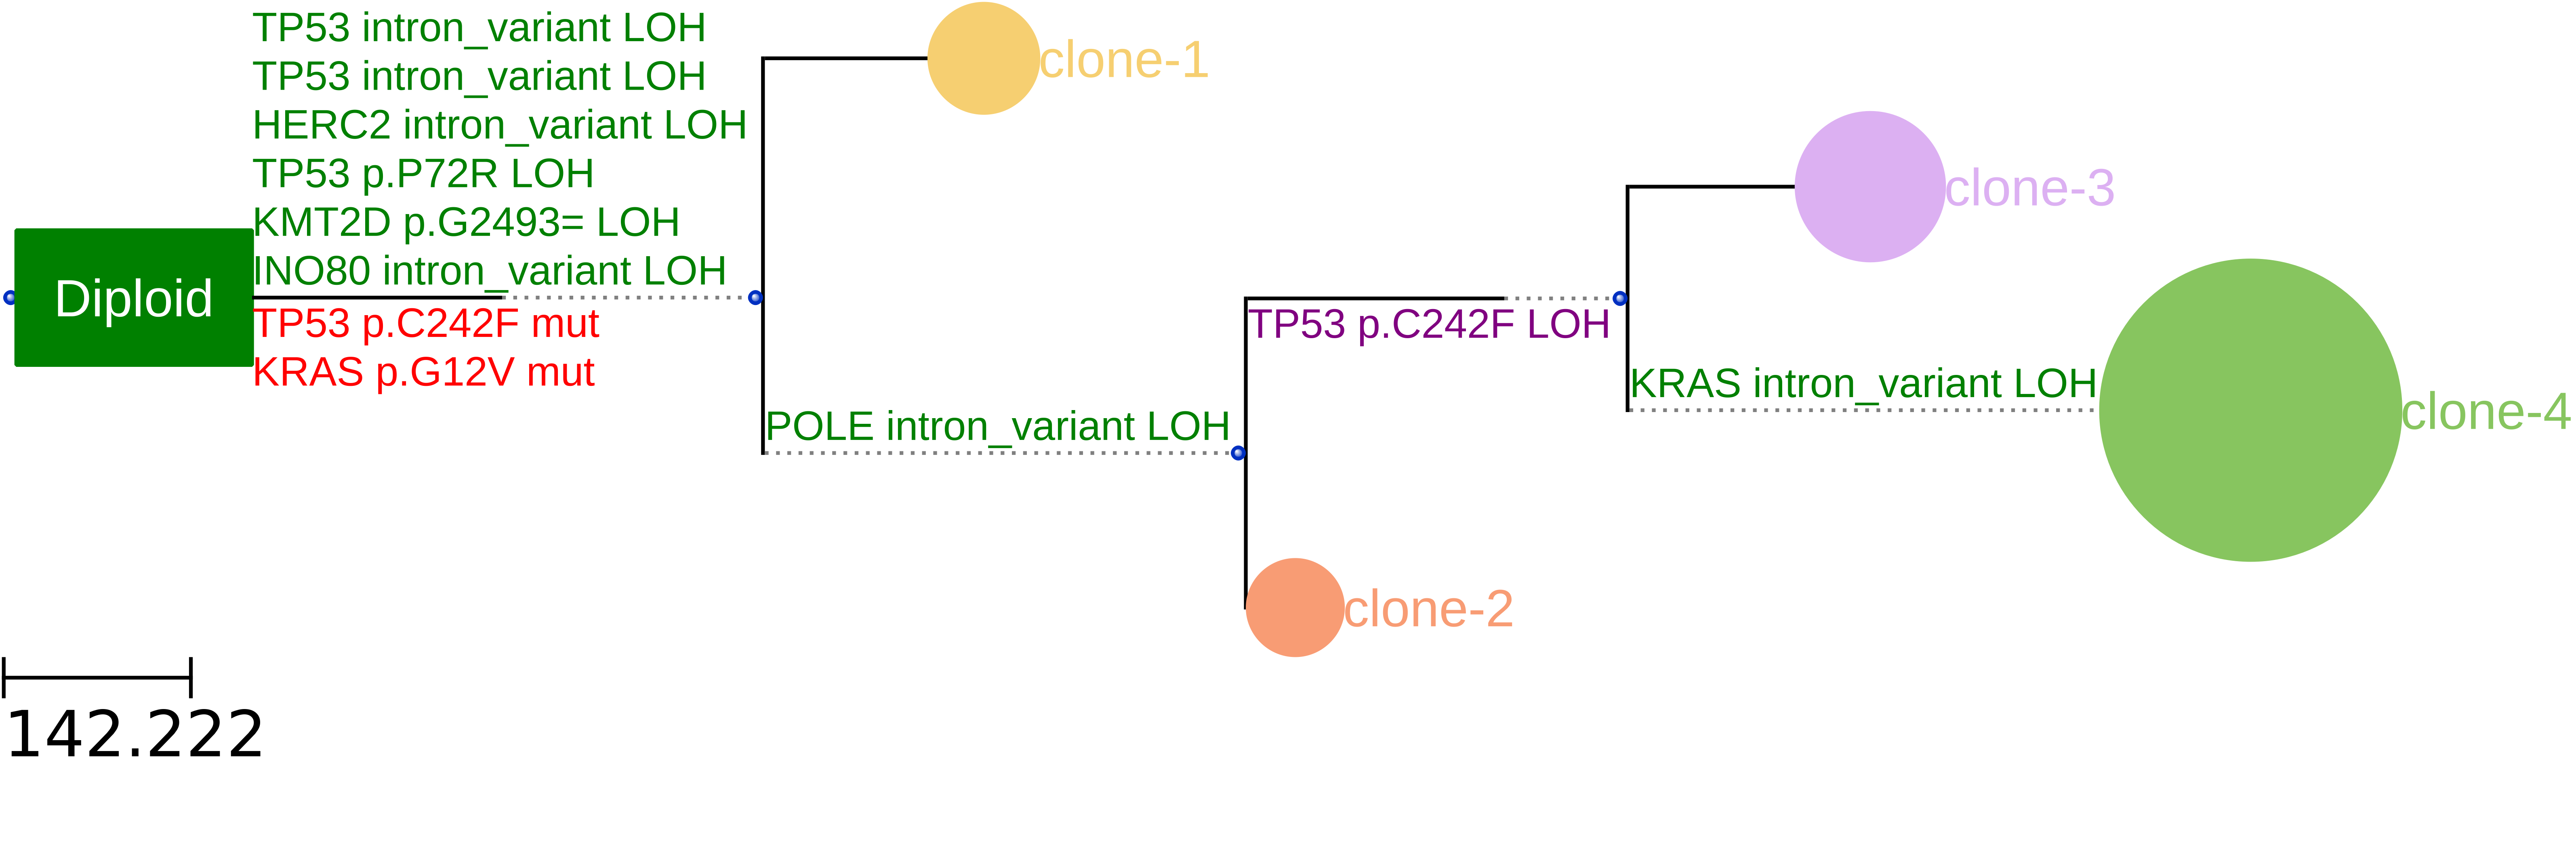 TP53 intron_variant LOH
TP53 intron_variant LOH
HERC2 intron_variant LOH
TP53 p.P72R LOH
KMT2D p.G2493= LOH
INO80 intron_variant LOH
Diploid
TP53 p.C242F mut
KRAS p.G12V mut
clone-1
POLE intron_variant LOH
TP53 p.C242F LOH
clone-2
clone-3
KRAS intron_variant LOH
clone-4
142.222